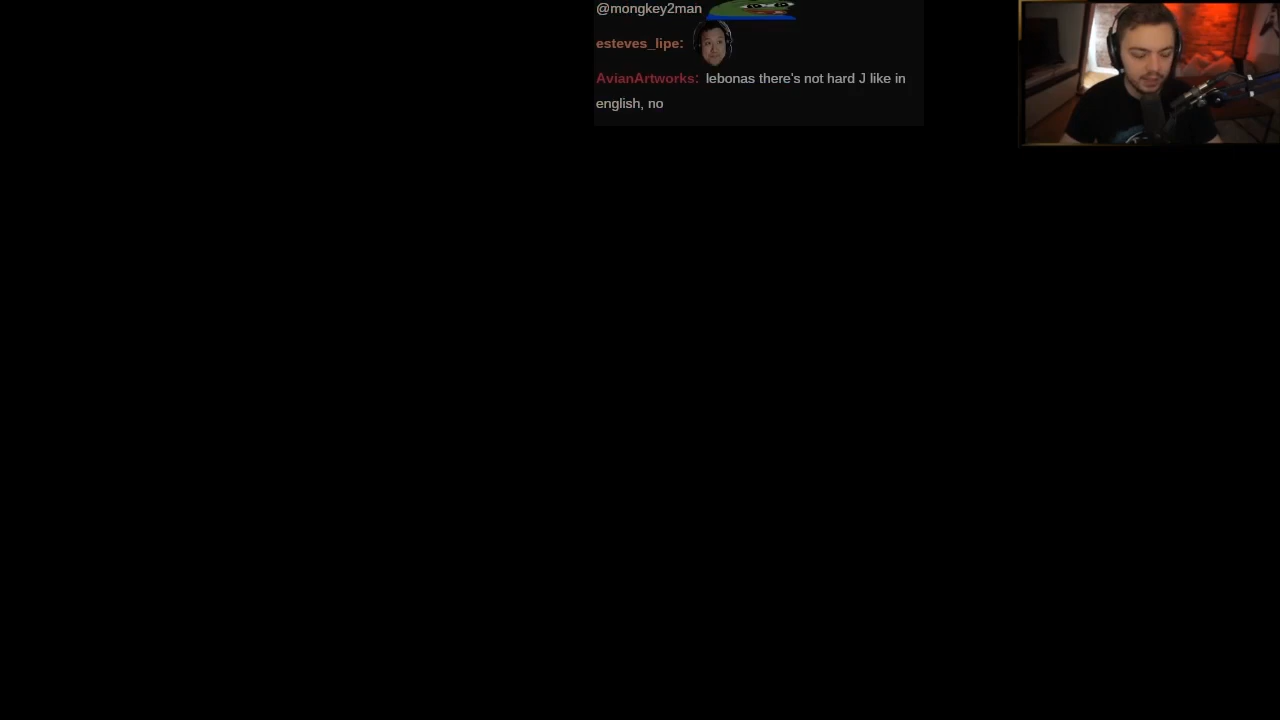 @mongkey2man
esteves_lipe:
AvianArtworks: lebonas there's not hard J like in
english, no